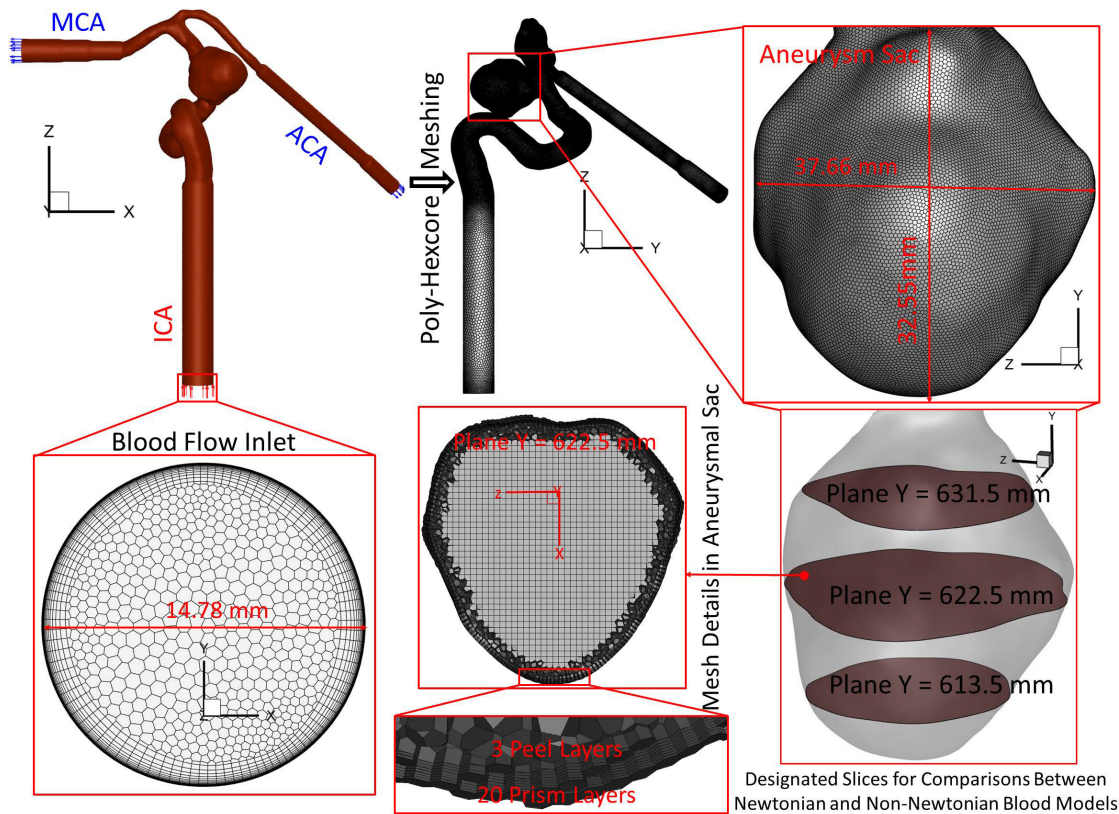 MCA
ACA
ICA
Z
Y
X
Poly-Hexcore Meshing
Z
X
Y
Aneurysm Sac
37.66 mm
32.55mm
Y
Z
X
Blood Flow Inlet
14.78 mm
Y
Z
X
Plane Y = 622.5 mm
Z
Y
X
3 Peel Layers
20 Prism Layers
Mesh Details in Aneurysmal Sac
Y
Z
X
Plane Y = 631.5 mm
Plane Y = 622.5 mm
Plane Y = 613.5 mm
Designated Slices for Comparisons Between
Newtonian and Non-Newtonian Blood Models